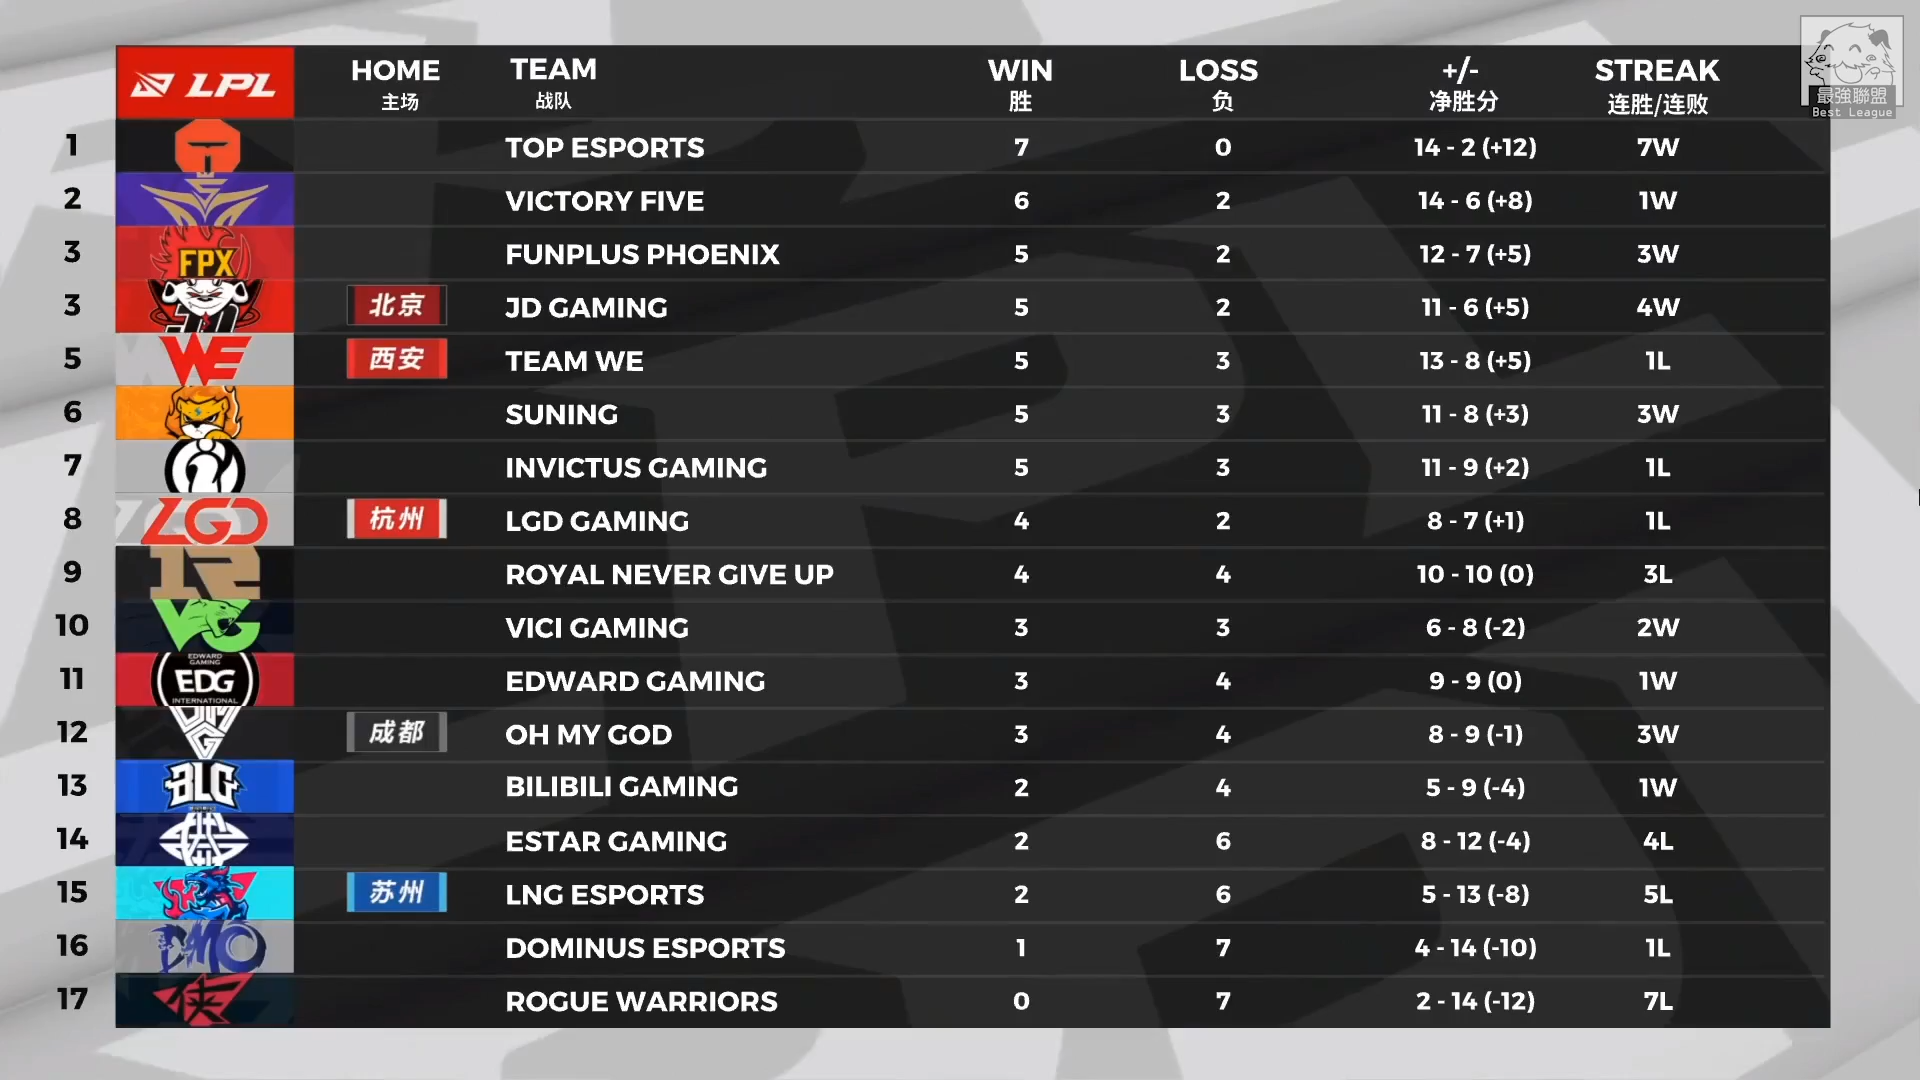 LPL HOME TEAM WIN LOSS +/- STREAK
主场 战队 胜 负 净胜分 连胜/连败
最強聯盟
Best League
1 TOP ESPORTS 7 0 14 - 2 (+12) 7W
2 VICTORY FIVE 6 2 14 - 6 (+8) 1W
3 FPX FUNPLUS PHOENIX 5 2 12 - 7 (+5) 3W
3 JD 北京 JD GAMING 5 2 11 - 6 (+5) 4W
5 WE 西安 TEAM WE 5 3 13 - 8 (+5) 1L
6 SUNING 5 3 11 - 8 (+3) 3W
7 INVICTUS GAMING 5 3 11 - 9 (+2) 1L
8 LGD 杭州 LGD GAMING 4 2 8 - 7 (+1) 1L
9 ROYAL NEVER GIVE UP 4 4 10 - 10 (0) 3L
10 VG VICI GAMING 3 3 6 - 8 (-2) 2W
11 EDWARD GAMING EDG INTERNATIONAL EDWARD GAMING 3 4 9 - 9 (0) 1W
12 OMG 成都 OH MY GOD 3 4 8 - 9 (-1) 3W
13 BLG BILIBILI GAMING 2 4 5 - 9 (-4) 1W
14 ESTAR GAMING 2 6 8 - 12 (-4) 4L
15 苏州 LNG ESPORTS 2 6 5 - 13 (-8) 5L
16 DMO DOMINUS ESPORTS 1 7 4 - 14 (-10) 1L
17 侠 ROGUE WARRIORS 0 7 2 - 14 (-12) 7L